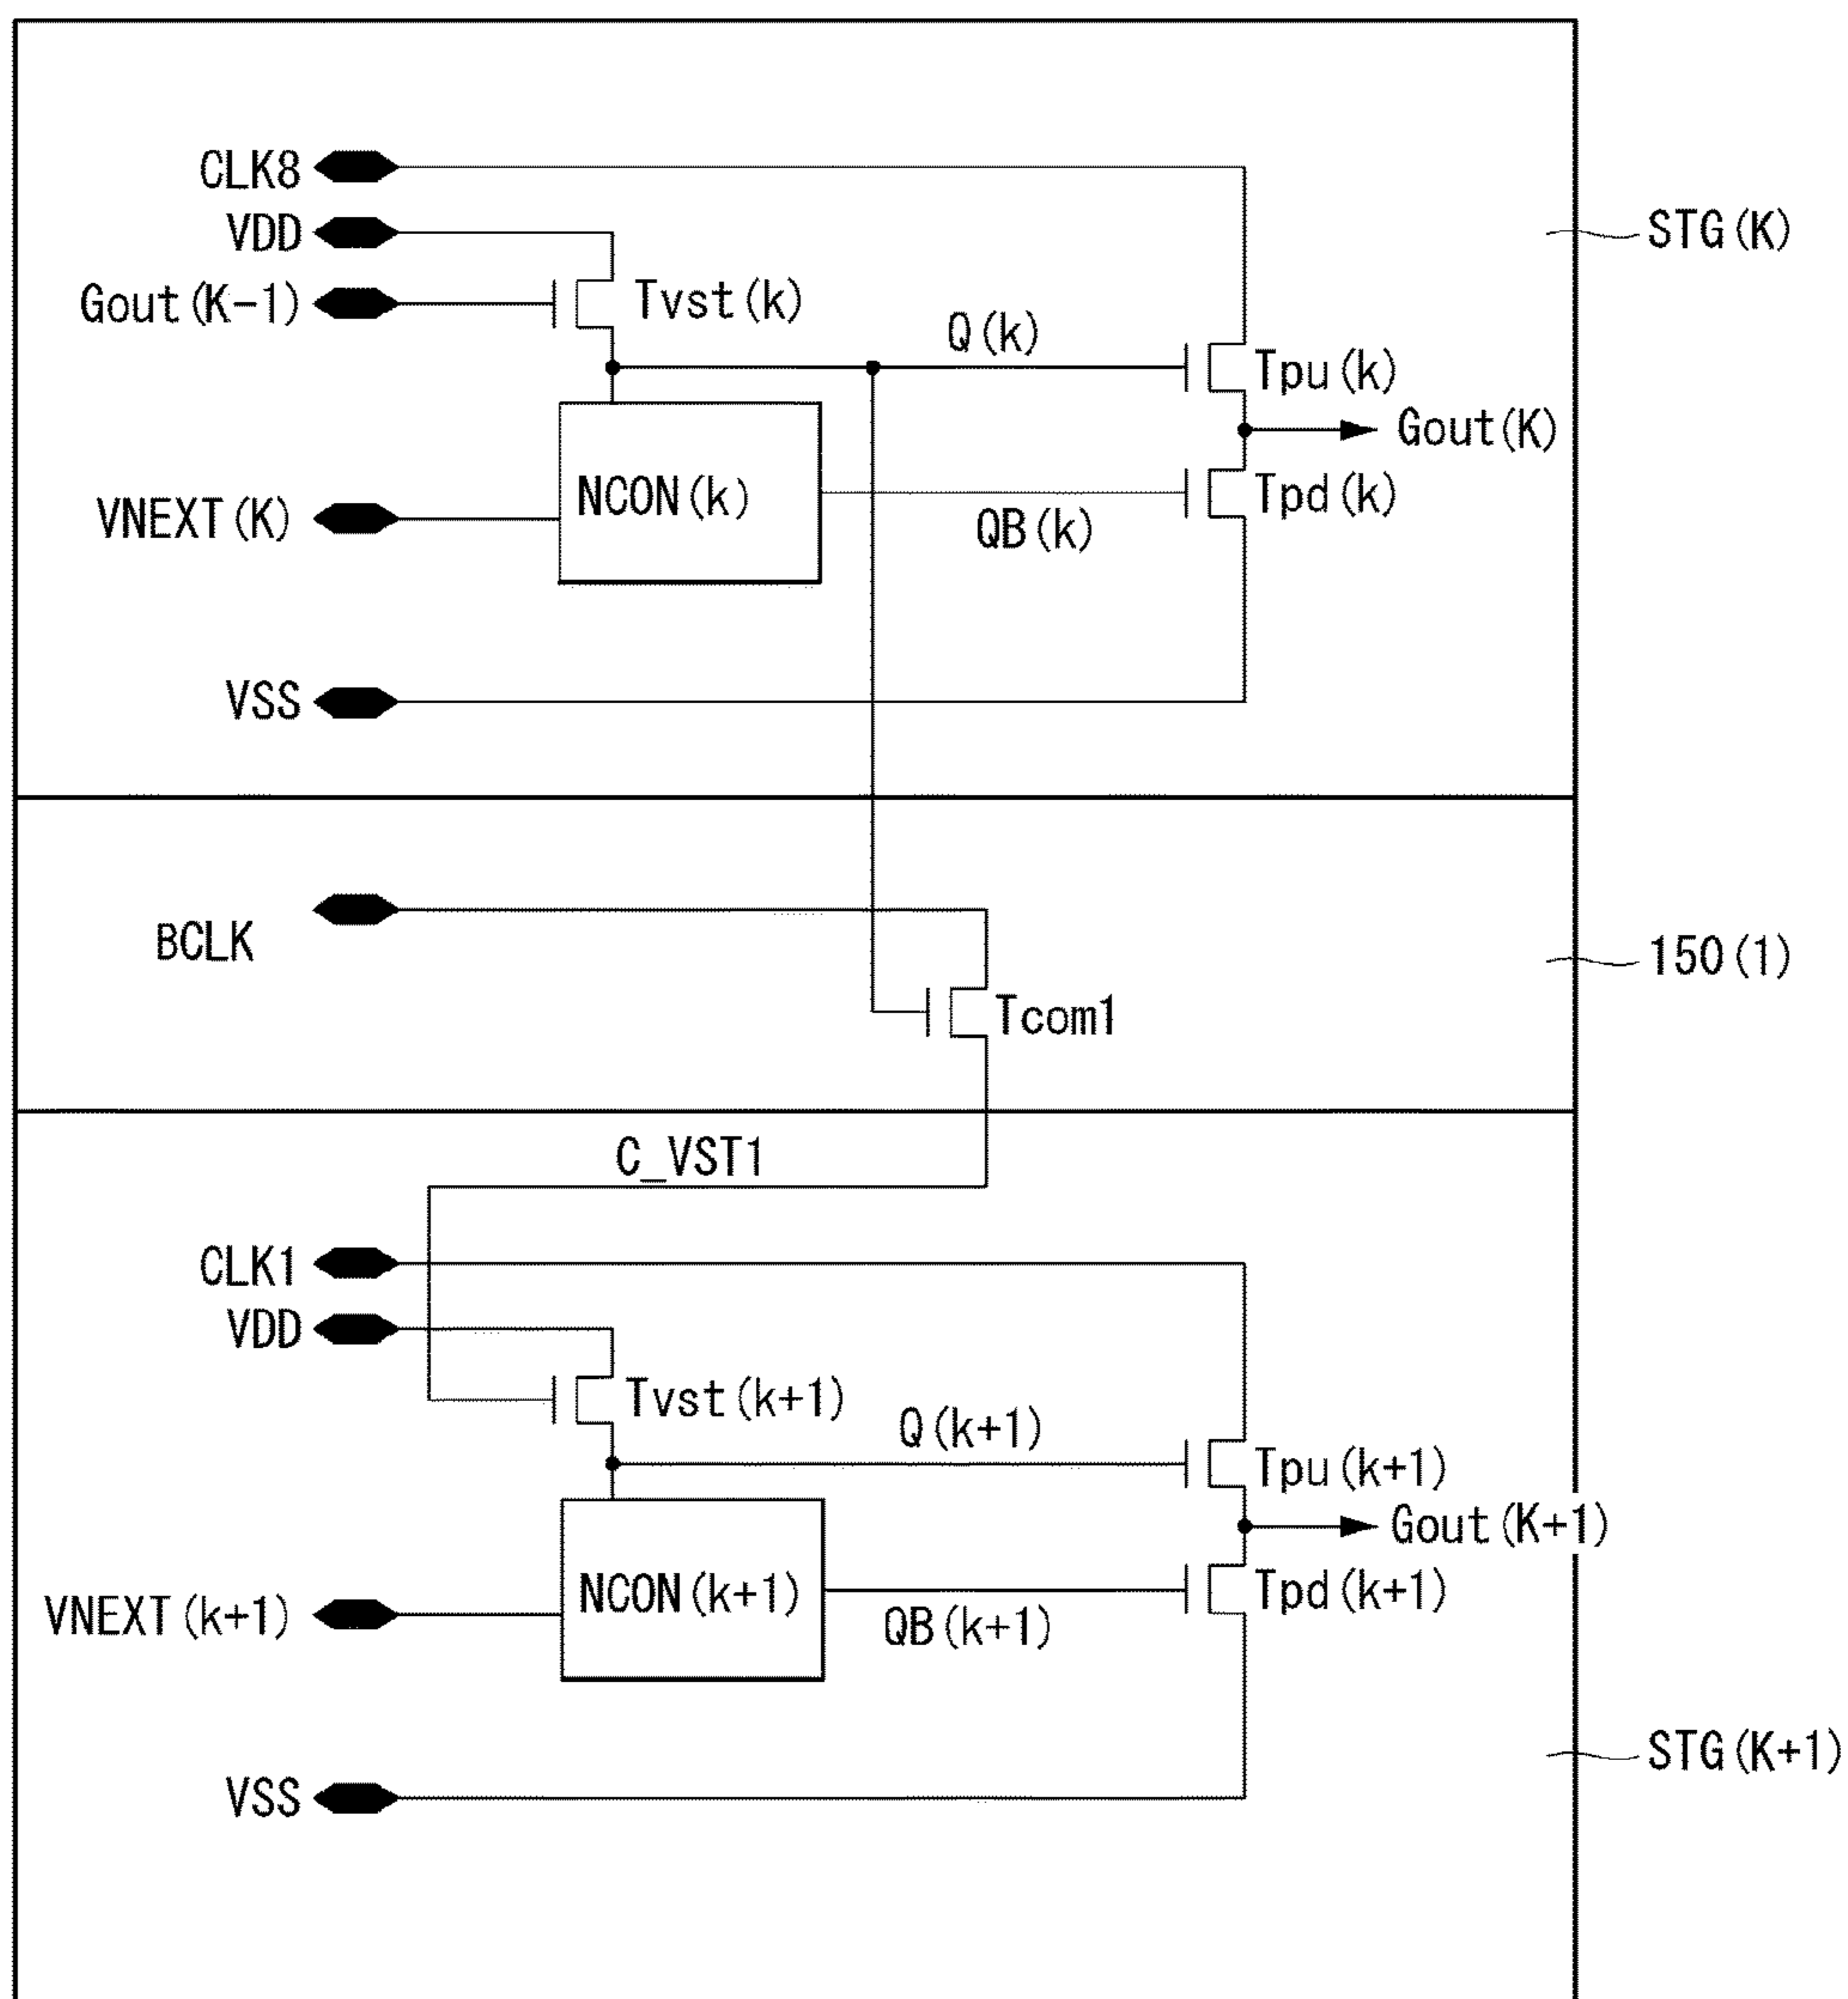 CLK8
VDD
STG(K)
Gout(K-1)
Tvst(k)
Q(k)
Tpu(k)
Gout(K)
NCON(k)
Tpd(k)
VNEXT(K)
QB(k)
VSS
BCLK
150(1)
Tcom1
C_VST1
CLK1
VDD
Tvst(k+1)
Q(k+1)
Tpu(k+1)
Gout(K+1)
NCON(k+1)
Tpd(k+1)
VNEXT(k+1)
QB(k+1)
STG(K+1)
VSS